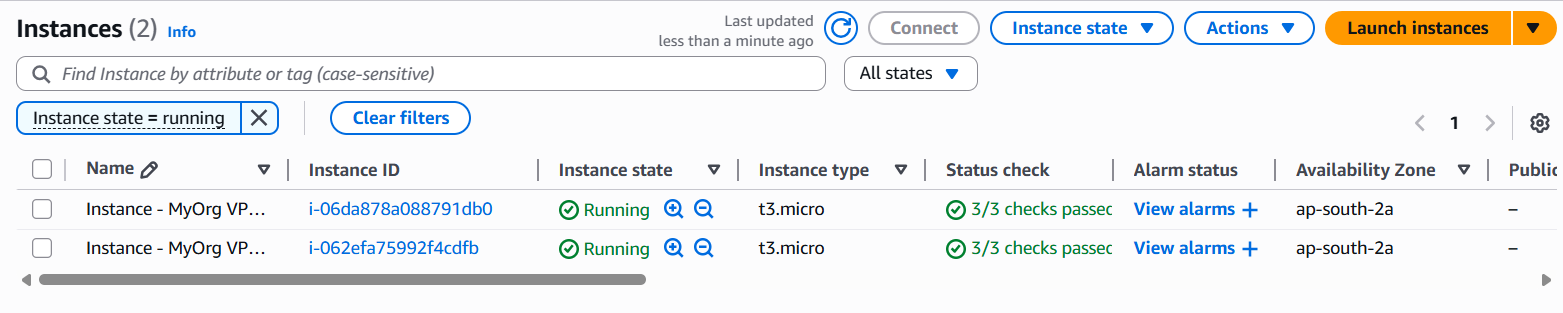 Instances (2) Info
Last updated
less than a minute ago
Connect
Instance state
Actions
Launch instances
Find Instance by attribute or tag (case-sensitive)
All states
Instance state = running
Clear filters
1
Name Instance ID Instance state Instance type Status check Alarm status Availability Zone Public
Instance - MyOrg VP… i-06da878a088791db0 Running t3.micro 3/3 checks passed View alarms + ap-south-2a –
Instance - MyOrg VP… i-062efa75992f4cdfb Running t3.micro 3/3 checks passed View alarms + ap-south-2a –